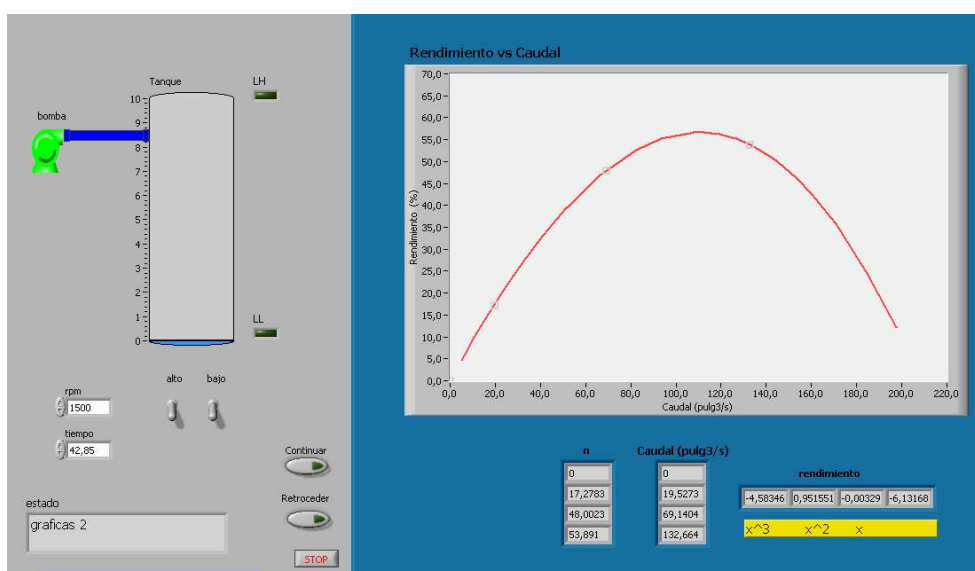 Rendimiento vs Caudal
Tanque
LH
bomba
10
9
8
7
6
5
4
3
2
1
0
LL
rpm
1500
alto
bajo
tiempo
42,85
Continuar
Retroceder
estado
graficas 2
STOP
Rendimiento (%)
70,0
65,0
60,0
55,0
50,0
45,0
40,0
35,0
30,0
25,0
20,0
15,0
10,0
5,0
0,0
0,0 20,0 40,0 60,0 80,0 100,0 120,0 140,0 160,0 180,0 200,0 220,0
Caudal (pulg3/s)
n Caudal (pulg3/s)
0 0
17,2783 19,5273
48,0023 69,1404
53,891 132,664
rendimiento
-4,58346 0,951551 -0,00329 -6,13168
x^3 x^2 x